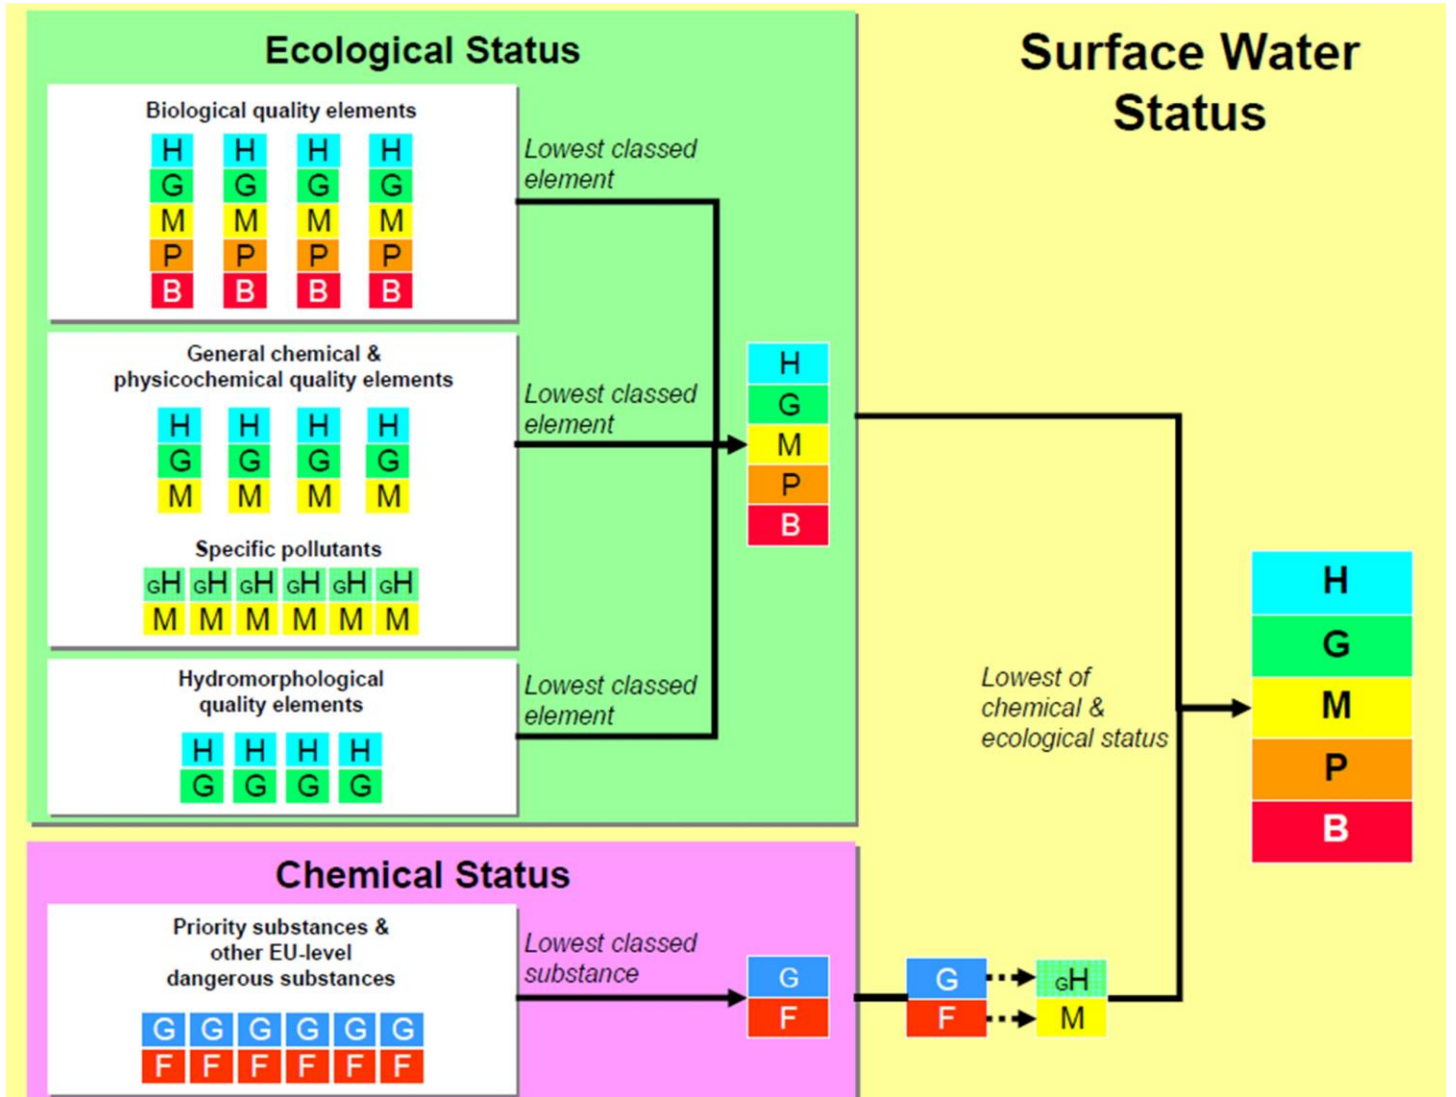 Ecological Status
Surface Water
Status
Biological quality elements
H H H H
G G G G
M M M M
P P P P
B B B B
Lowest classed
element
General chemical &
physicochemical quality elements
H H H H
G G G G
M M M M
Lowest classed
element
Specific pollutants
GH GH GH GH GH GH
M M M M M M
Hydromorphological
quality elements
H H H H
G G G G
Lowest classed
element
H
G
M
P
B
Lowest of
chemical &
ecological status
H
G
M
P
B
Chemical Status
Priority substances &
other EU-level
dangerous substances
G G G G G G
F F F F F F
Lowest classed
substance
G
F
G GH
F M